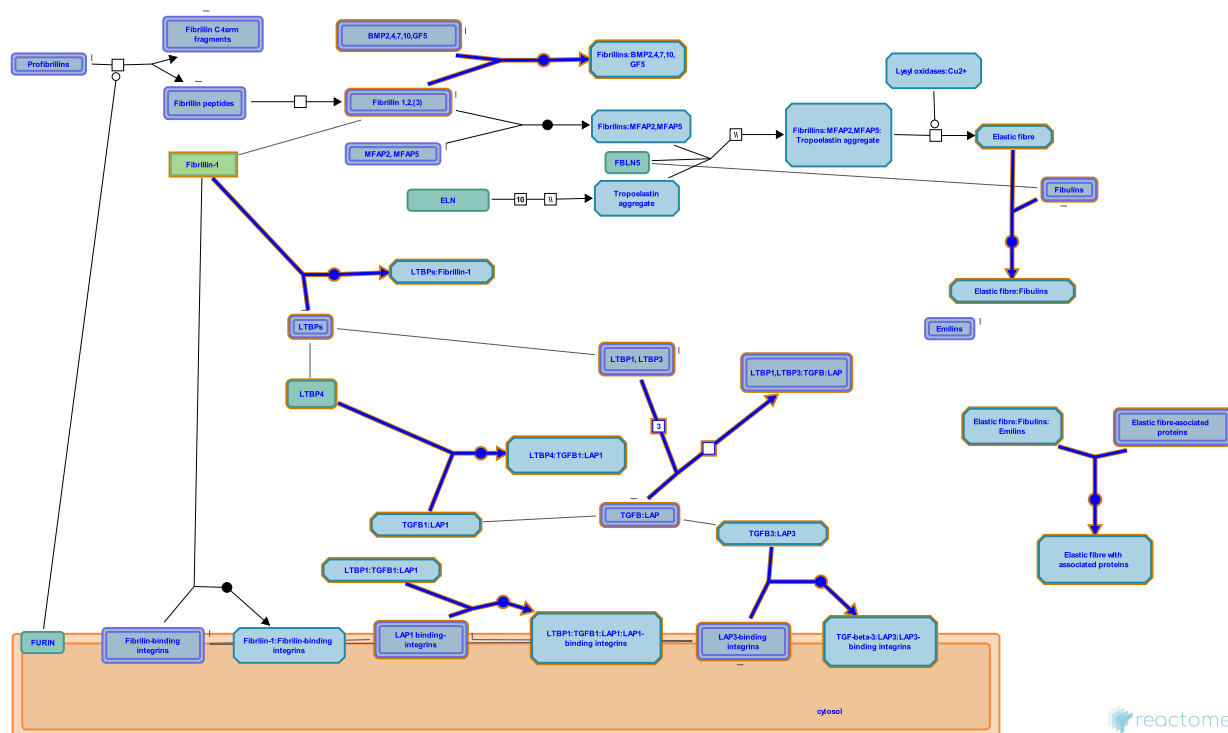 Fibrillin C-term
fragments
Profibrillins
BMP2,4,7,10,GF5
Fibrillins:BMP2,4,7,10,
GF5
Lysyl oxidases:Cu2+
Fibrillin peptides
Fibrillin 1,2,(3)
Fibrilins:MFAP2,MFAP5
Fibrillins:MFAP2,MFAP5:
Tropoelastin aggregate
Elastic fibre
MFAP2, MFAP5
\\
Fibrillin-1
FBLN5
Fibulins
ELN
10
\\
Tropoelastin
aggregate
LTBPs:Fibrillin-1
Elastic fibre:Fibulins
LTBPs
Emilins
LTBP1, LTBP3
LTBP1,LTBP3:TGFB:LAP
LTBP4
3
Elastic fibre:Fibulins:
Emilins
Elastic fibre-asociated
proteins
LTBP4:TGFB1:LAP1
TGFB1:LAP1
TGFB:LAP
TGFB3:LAP3
Elastic fibre with
associated proteins
LTBP1:TGFB1:LAP1
FURIN
Fibrilin-binding
integrins
Fibrilin-1:Fibrilin-binding
integrins
LAP1 binding-
integrins
LTBP1:TGFB1:LAP1:LAP1-
binding integrins
LAP3-binding
integrins
TGF-beta-3:LAP3:LAP3-
binding integrins
cytosol
reactome